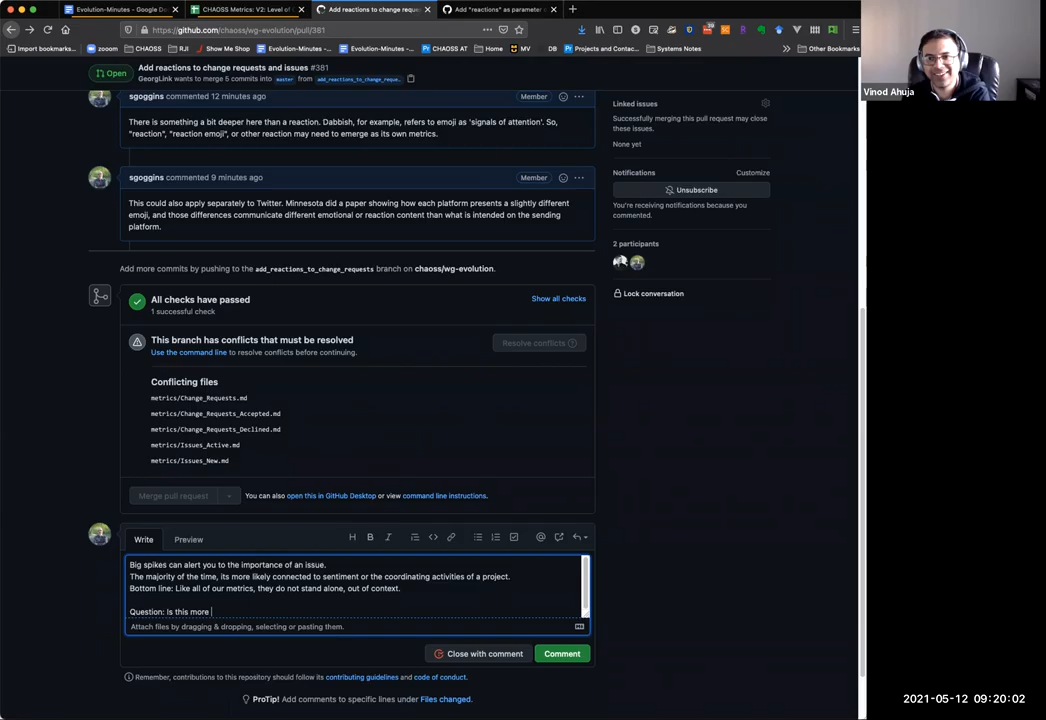 Evolution-Minutes - Google Do
CHAOSS Metrics: V2: Level of
Add reactions to change reque
Add "reactions" as parameter
https://github.com/chaoss/wg-evolution/pull/381
Import bookmarks...
zooom
CHAOSS
RJI
Show Me Shop
Evolution-Minutes -...
Evolution-Minutes -...
CHAOSS AT
Home
MV
DB
Projects and Contac...
Systems Notes
Other Bookmarks
Open
Add reactions to change requests and issues #381
GeorgLink wants to merge 5 commits into master from add_reactions_to_change_reque...
sgoggins commented 12 minutes ago
Member
There is something a bit deeper here than a reaction. Dabbish, for example, refers to emoji as 'signals of attention'. So,
"reaction", "reaction emoji", or other reaction may need to emerge as its own metrics.
sgoggins commented 9 minutes ago
Member
This could also apply separately to Twitter. Minnesota did a paper showing how each platform presents a slightly different
emoji, and those differences communicate different emotional or reaction content than what is intended on the sending
platform.
Add more commits by pushing to the add_reactions_to_change_requests branch on chaoss/wg-evolution.
All checks have passed
1 successful check
Show all checks
This branch has conflicts that must be resolved
Use the command line to resolve conflicts before continuing.
Resolve conflicts
Conflicting files
metrics/Change_Requests.md
metrics/Change_Requests_Accepted.md
metrics/Change_Requests_Declined.md
metrics/Issues_Active.md
metrics/Issues_New.md
Merge pull request
You can also open this in GitHub Desktop or view command line instructions.
Write
Preview
Big spikes can alert you to the importance of an issue.
The majority of the time, its more likely connected to sentiment or the coordinating activities of a project.
Bottom line: Like all of our metrics, they do not stand alone, out of context.
Question: Is this more
Attach files by dragging & dropping, selecting or pasting them.
Close with comment
Comment
Remember, contributions to this repository should follow its contributing guidelines and code of conduct.
ProTip! Add comments to specific lines under Files changed.
Linked issues
Successfully merging this pull request may close
these issues.
None yet
Notifications
Customize
Unsubscribe
You're receiving notifications because you
commented.
2 participants
Lock conversation
Vinod Ahuja
2021-05-12 09:20:02